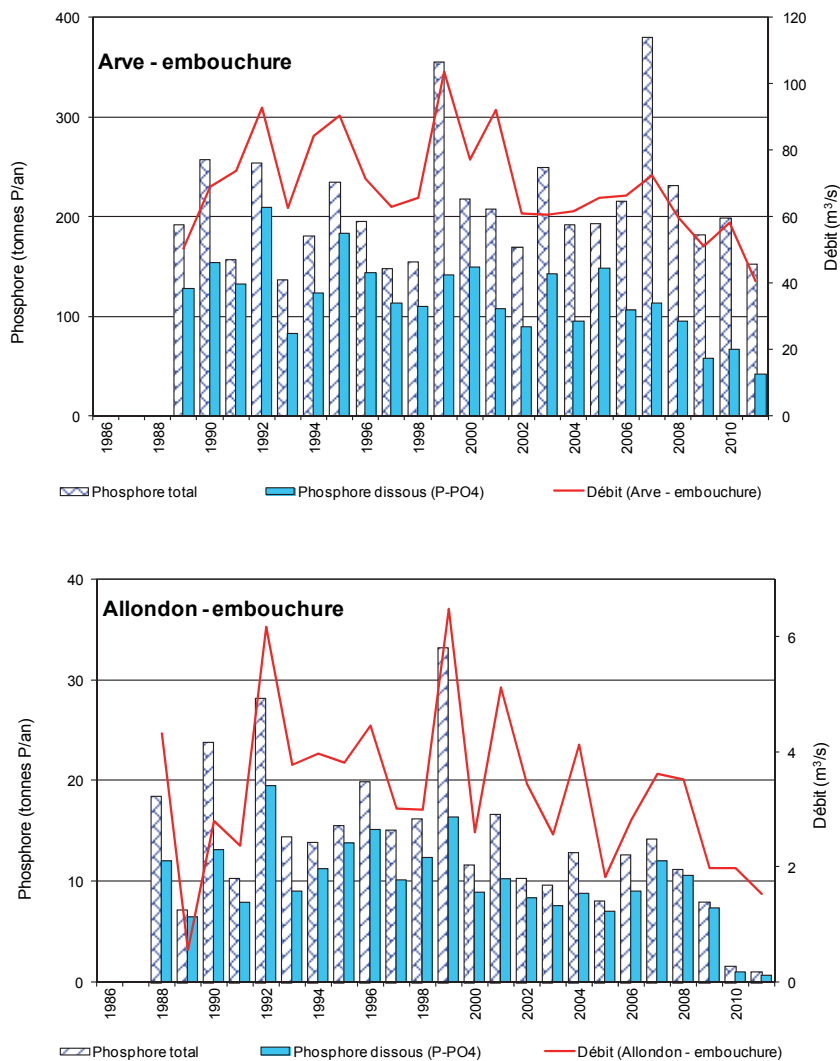 Arve - embouchure
Phosphore (tonnes P/an)
400
300
200
100
0
Débit (m³/s)
120
100
80
60
40
20
0
1986 1988 1990 1992 1994 1996 1998 2000 2002 2004 2006 2008 2010
Phosphore total Phosphore dissous (P-PO4) Débit (Arve - embouchure)
Allondon - embouchure
Phosphore (tonnes P/an)
40
30
20
10
0
Débit (m³/s)
6
4
2
0
1986 1988 1990 1992 1994 1996 1998 2000 2002 2004 2006 2008 2010
Phosphore total Phosphore dissous (P-PO4) Débit (Allondon - embouchure)